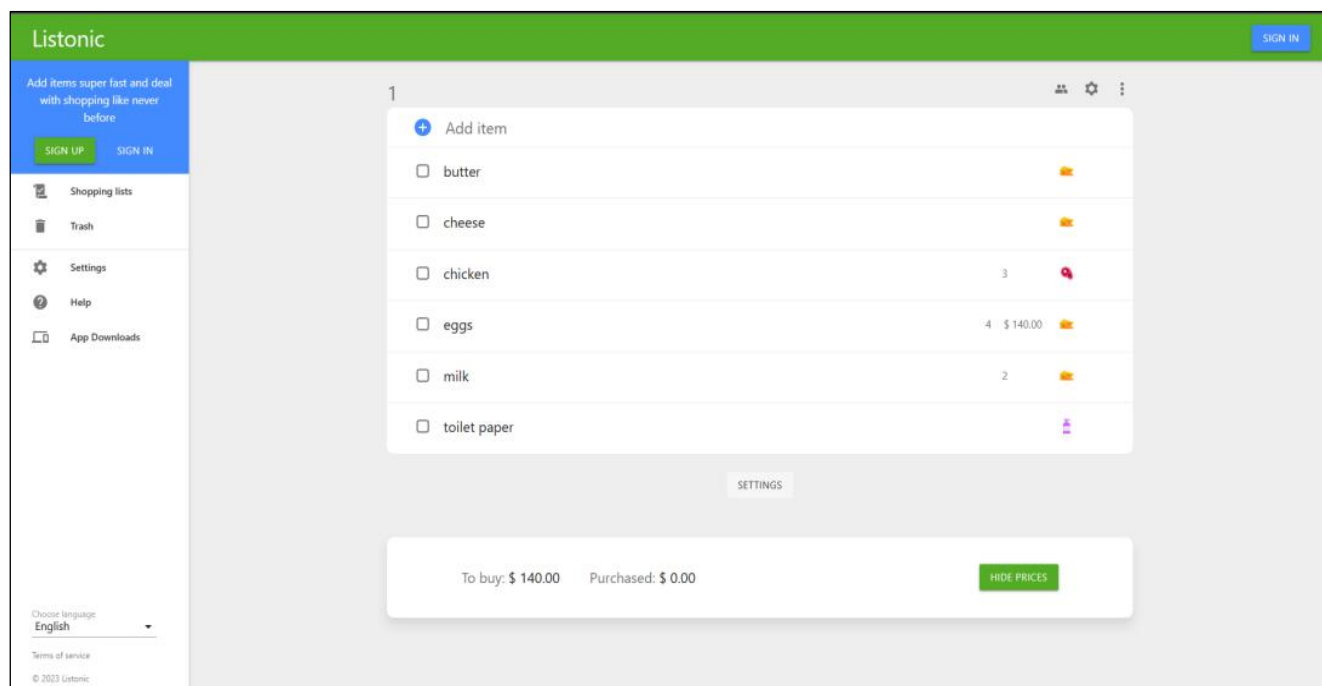 Listonic
SIGN IN
Add items super fast and deal
with shopping like never
before
SIGN UP
SIGN IN
Shopping lists
Trash
Settings
Help
App Downloads
Choose language
English
Terms of service
© 2023 Listonic
1
Add item
butter
cheese
chicken 3
eggs 4 $ 140.00
milk 2
toilet paper
SETTINGS
To buy: $ 140.00 Purchased: $ 0.00
HIDE PRICES